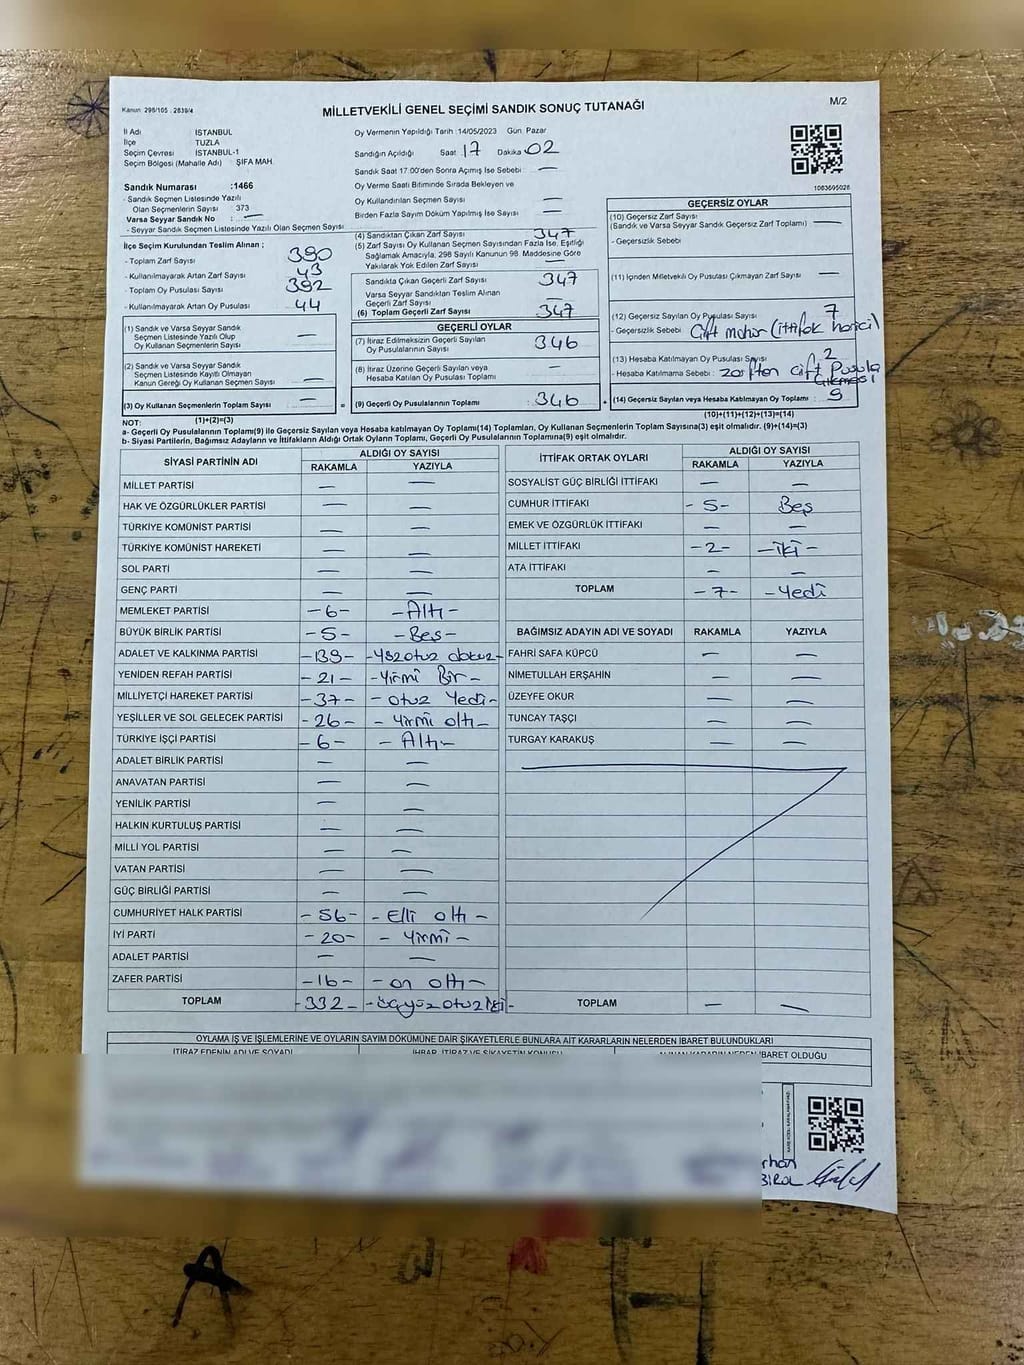 Kanun: 298/105 . 2839/4
MİLLETVEKİLİ GENEL SEÇİMİ SANDIK SONUÇ TUTANAĞI
M/2
İl Adı İSTANBUL
İlçe TUZLA
Seçim Çevresi İSTANBUL-1
Seçim Bölgesi (Mahalle Adı) ŞİFA MAH.
Oy Vermenin Yapıldığı Tarih : 14/05/2023 Gün : Pazar
Sandığın Açıldığı Saat : 17 Dakika : 02
Sandık Saat 17.00'den Sonra Açımış İse Sebebi : —
Oy Verme Saati Bitiminde Sırada Bekleyen ve
Oy Kullandırılan Seçmen Sayısı —
Birden Fazla Sayım Döküm Yapılmış İse Sayısı : —
1063695026
Sandık Numarası :1466
- Sandık Seçmen Listesinde Yazılı
Olan Seçmenlerin Sayısı : 373
Varsa Seyyar Sandık No : —
- Seyyar Sandık Seçmen Listesinde Yazılı Olan Seçmen Sayısı :
İlçe Seçim Kurulundan Teslim Alınan ;
- Toplam Zarf Sayısı : 390
- Kullanılmayarak Artan Zarf Sayısı : 43
- Toplam Oy Pusulası Sayısı : 392
- Kullanılmayarak Artan Oy Pusulası : 44
(1) Sandık ve Varsa Seyyar Sandık
Seçmen Listesinde Yazılı Olup
Oy Kullanan Seçmenlerin Sayısı : —
(2) Sandık ve Varsa Seyyar Sandık
Seçmen Listesinde Kayıtlı Olmayan
Kanun Gereği Oy Kullanan Seçmen Sayısı : —
(3) Oy Kullanan Seçmenlerin Toplam Sayısı : —
(1)+(2)=(3)
(4) Sandıktan Çıkan Zarf Sayısı : 347
(5) Zarf Sayısı Oy Kullanan Seçmen Sayısından Fazla İse, Eşitliği
Sağlamak Amacıyla, 298 Sayılı Kanunun 98. Maddesine Göre
Yakılarak Yok Edilen Zarf Sayısı : —
Sandıkta Çıkan Geçerli Zarf Sayısı : 347
Varsa Seyyar Sandıktan Teslim Alınan
Geçerli Zarf Sayısı : —
(6) Toplam Geçerli Zarf Sayısı : 347
GEÇERLİ OYLAR
(7) İtiraz Edilmeksizin Geçerli Sayılan
Oy Pusulalarının Sayısı : 346
(8) İtiraz Üzerine Geçerli Sayılan veya
Hesaba Katılan Oy Pusulası Toplamı : —
= (9) Geçerli Oy Pusulalarının Toplamı : 346
GEÇERSİZ OYLAR
(10) Geçersiz Zarf Sayısı
(Sandık ve Varsa Seyyar Sandık Geçersiz Zarf Toplamı) : —
- Geçersizlik Sebebi :
(11) İçinden Milletvekili Oy Pusulası Çıkmayan Zarf Sayısı : —
(12) Geçersiz Sayılan Oy Pusulası Sayısı : 7
- Geçersizlik Sebebi : Çift mühür (ittifak harici)
(13) Hesaba Katılmayan Oy Pusulası Sayısı : 2
- Hesaba Katılmama Sebebi : zarftan çift Pusula
çıkması
+ (14) Geçersiz Sayılan veya Hesaba Katılmayan Oy Toplamı : 9
(10)+(11)+(12)+(13)=(14)
NOT:
a- Geçerli Oy Pusulalarının Toplamı(9) ile Geçersiz Sayılan veya Hesaba katılmayan Oy Toplamı(14) Toplamları, Oy Kullanan Seçmenlerin Toplam Sayısına(3) eşit olmalıdır. (9)+(14)=(3)
b- Siyasi Partilerin, Bağımsız Adayların ve İttifakların Aldığı Ortak Oyların Toplamı, Geçerli Oy Pusulalarının Toplamına(9) eşit olmalıdır.
SİYASİ PARTİNİN ADI ALDIĞI OY SAYISI
RAKAMLA YAZIYLA
MİLLET PARTİSİ — —
HAK VE ÖZGÜRLÜKLER PARTİSİ — —
TÜRKİYE KOMÜNİST PARTİSİ — —
TÜRKİYE KOMÜNİST HAREKETİ — —
SOL PARTİ — —
GENÇ PARTİ — —
MEMLEKET PARTİSİ -6- -Altı-
BÜYÜK BİRLİK PARTİSİ -5- -Beş-
ADALET VE KALKINMA PARTİSİ -139- -Yüzotuz dokuz-
YENİDEN REFAH PARTİSİ -21- -Yirmi Bir-
MİLLİYETÇİ HAREKET PARTİSİ -37- - otuz Yedi-
YEŞİLLER VE SOL GELECEK PARTİSİ -26- - Yirmi altı-
TÜRKİYE İŞÇİ PARTİSİ -6- - Altı-
ADALET BİRLİK PARTİSİ — —
ANAVATAN PARTİSİ — —
YENİLİK PARTİSİ — —
HALKIN KURTULUŞ PARTİSİ — —
MİLLİ YOL PARTİSİ — —
VATAN PARTİSİ — —
GÜÇ BİRLİĞİ PARTİSİ — —
CUMHURİYET HALK PARTİSİ -56- - Elli altı -
İYİ PARTİ -20- - Yirmi -
ADALET PARTİSİ — —
ZAFER PARTİSİ -16- - on altı -
TOPLAM -332- -üçyüz otuz iki-
İTTİFAK ORTAK OYLARI ALDIĞI OY SAYISI
RAKAMLA YAZIYLA
SOSYALİST GÜÇ BİRLİĞİ İTTİFAKI — —
CUMHUR İTTİFAKI - 5- Beş
EMEK VE ÖZGÜRLÜK İTTİFAKI — —
MİLLET İTTİFAKI -2- -iki-
ATA İTTİFAKI — —
TOPLAM -7- -Yedi
BAĞIMSIZ ADAYIN ADI VE SOYADI RAKAMLA YAZIYLA
FAHRİ SAFA KÜPCÜ — —
NİMETULLAH ERŞAHİN — —
ÜZEYFE OKUR — —
TUNCAY TAŞÇI — —
TURGAY KARAKUŞ — —
TOPLAM — —
OYLAMA İŞ VE İŞLEMLERİNE VE OYLARIN SAYIM DÖKÜMÜNE DAİR ŞİKAYETLERLE BUNLARA AİT KARARLARIN NELERDEN İBARET BULUNDUKLARI
İTİRAZ EDENİN ADI VE SOYADI İHBAR, İTİRAZ VE ŞİKAYETİN KONUSU ALINAN KARARIN NEDEN İBARET OLDUĞU
rhan
BİROL